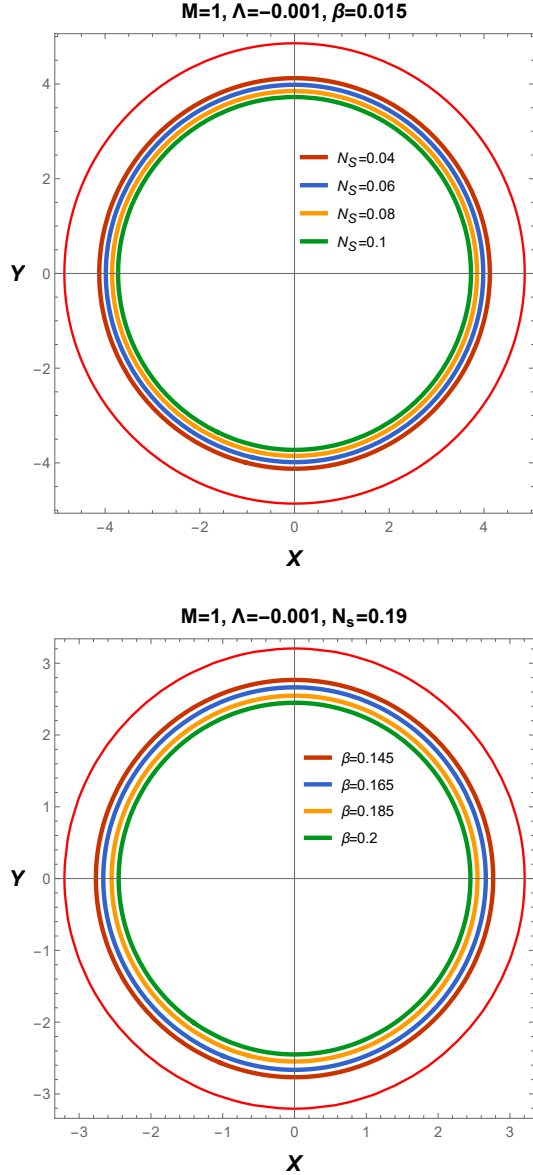 M=1, Λ=−0.001, β=0.015
4
2
0
−2
−4
Y
N_S=0.04
N_S=0.06
N_S=0.08
N_S=0.1
−4 −2 0 2 4
X
M=1, Λ=−0.001, N_s=0.19
3
2
1
0
−1
−2
−3
Y
β=0.145
β=0.165
β=0.185
β=0.2
−3 −2 −1 0 1 2 3
X